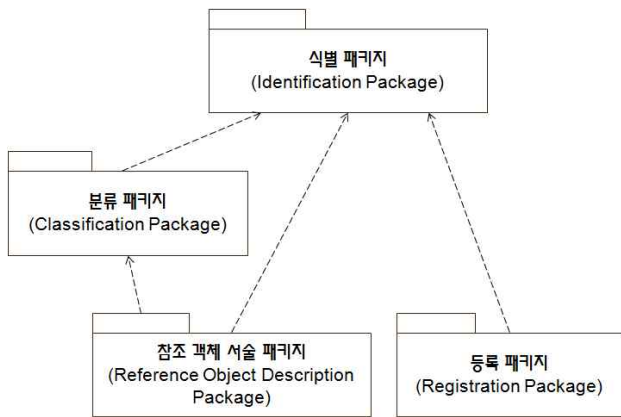 식별 패키지
(Identification Package)
분류 패키지
(Classification Package)
참조 객체 서술 패키지
(Reference Object Description
Package)
등록 패키지
(Registration Package)